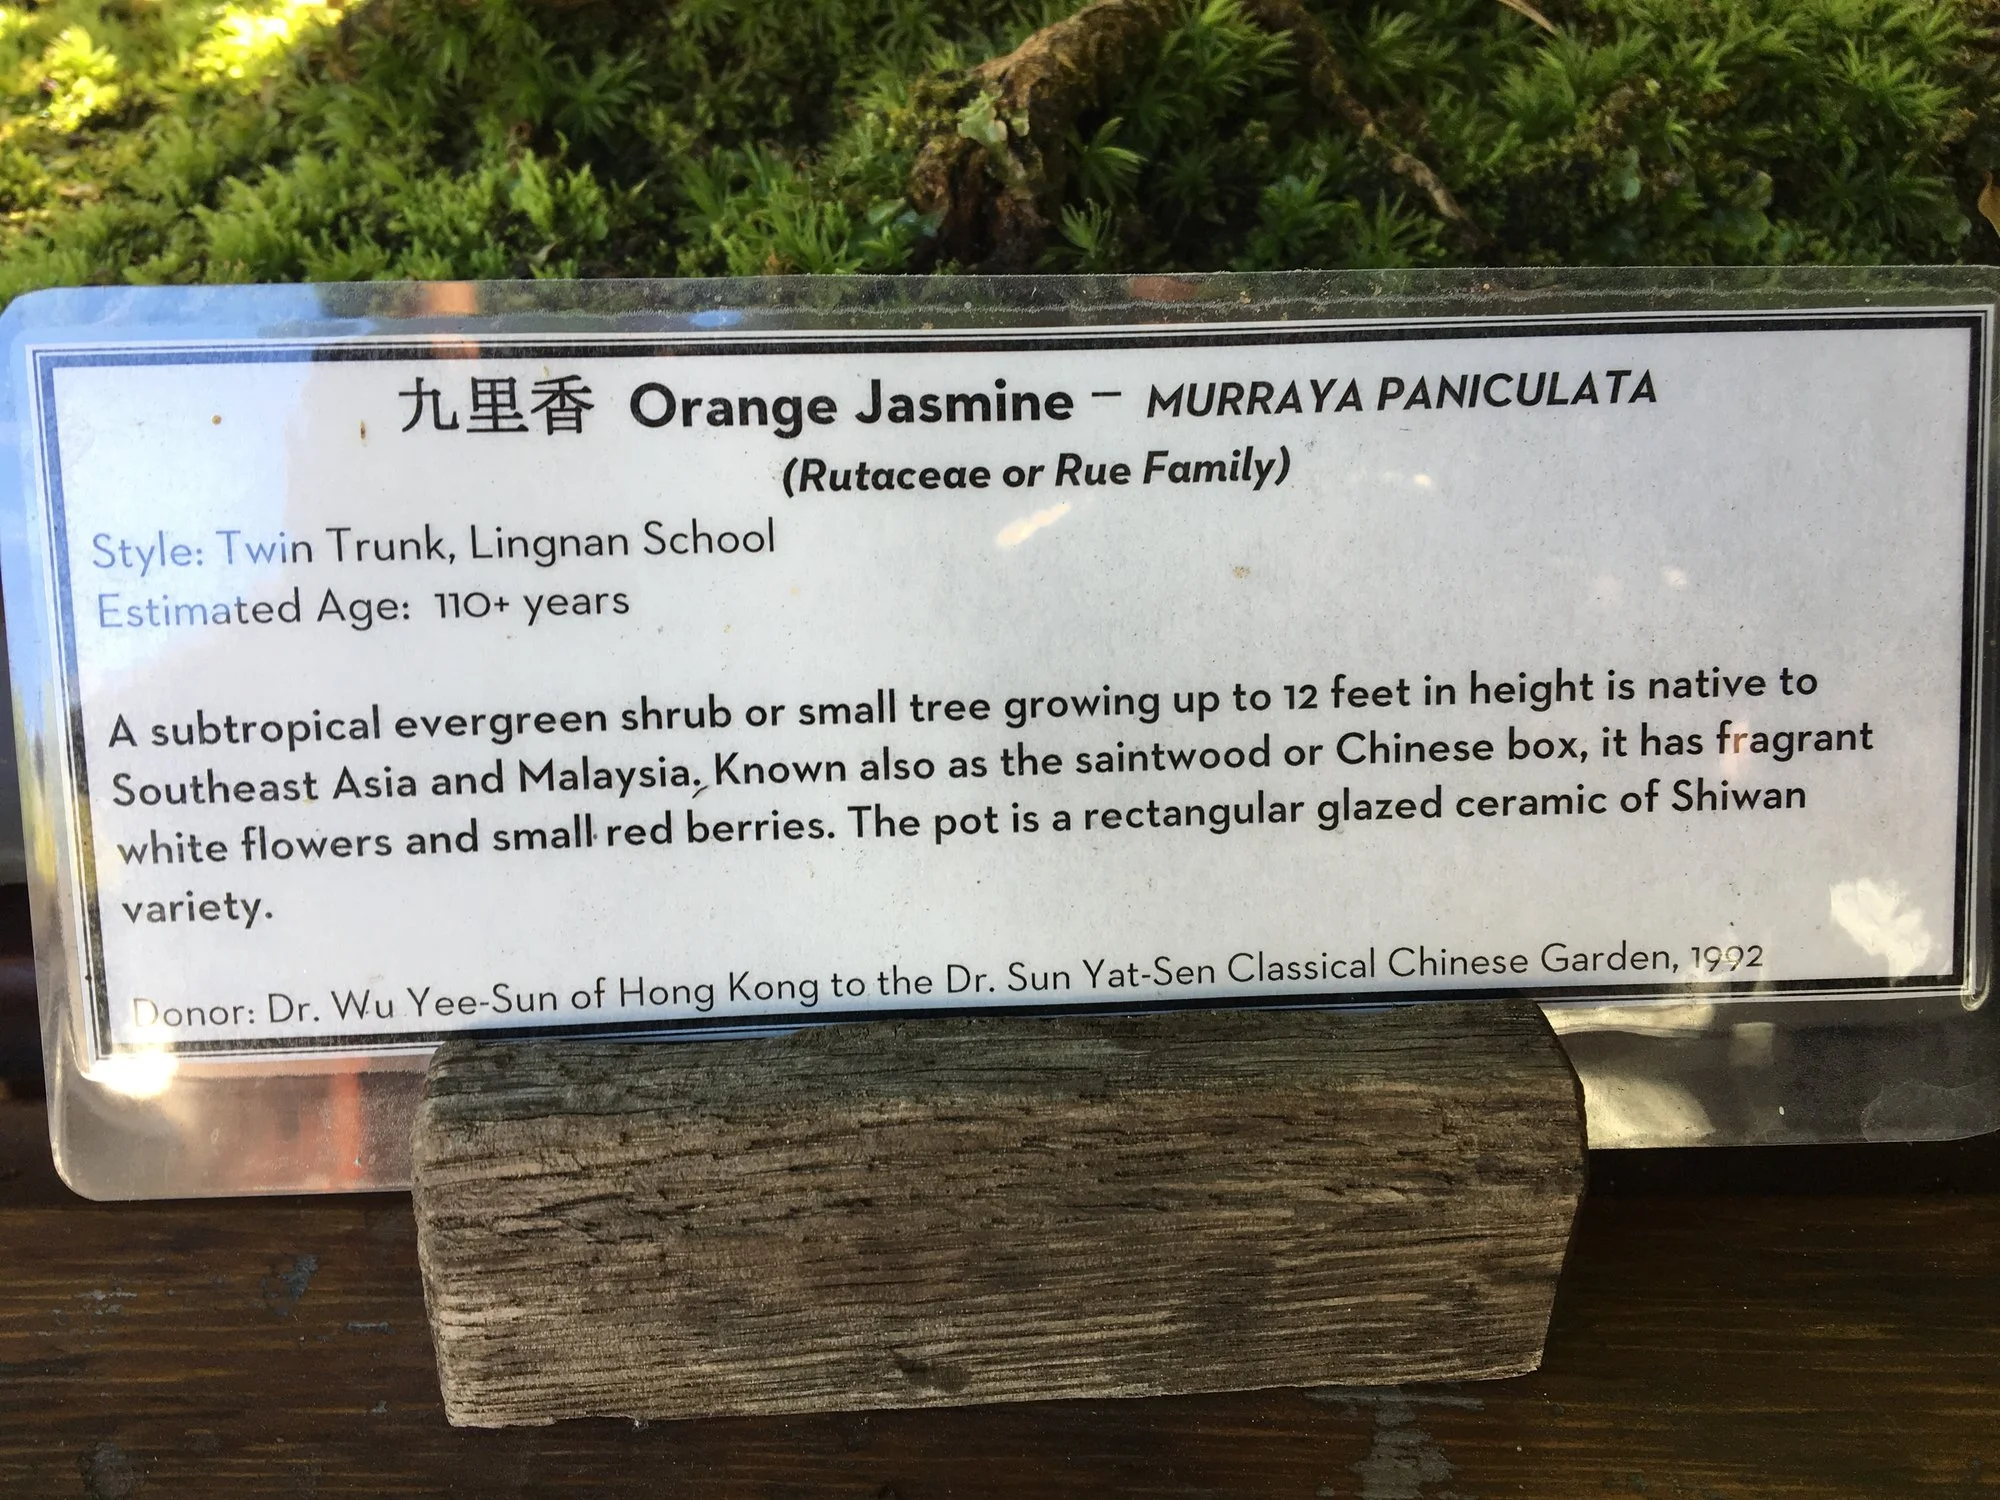 九里香 Orange Jasmine – MURRAYA PANICULATA
(Rutaceae or Rue Family)
Style: Twin Trunk, Lingnan School
Estimated Age: 110+ years
A subtropical evergreen shrub or small tree growing up to 12 feet in height is native to
Southeast Asia and Malaysia. Known also as the saintwood or Chinese box, it has fragrant
white flowers and small red berries. The pot is a rectangular glazed ceramic of Shiwan
variety.
Donor: Dr. Wu Yee-Sun of Hong Kong to the Dr. Sun Yat-Sen Classical Chinese Garden, 1992